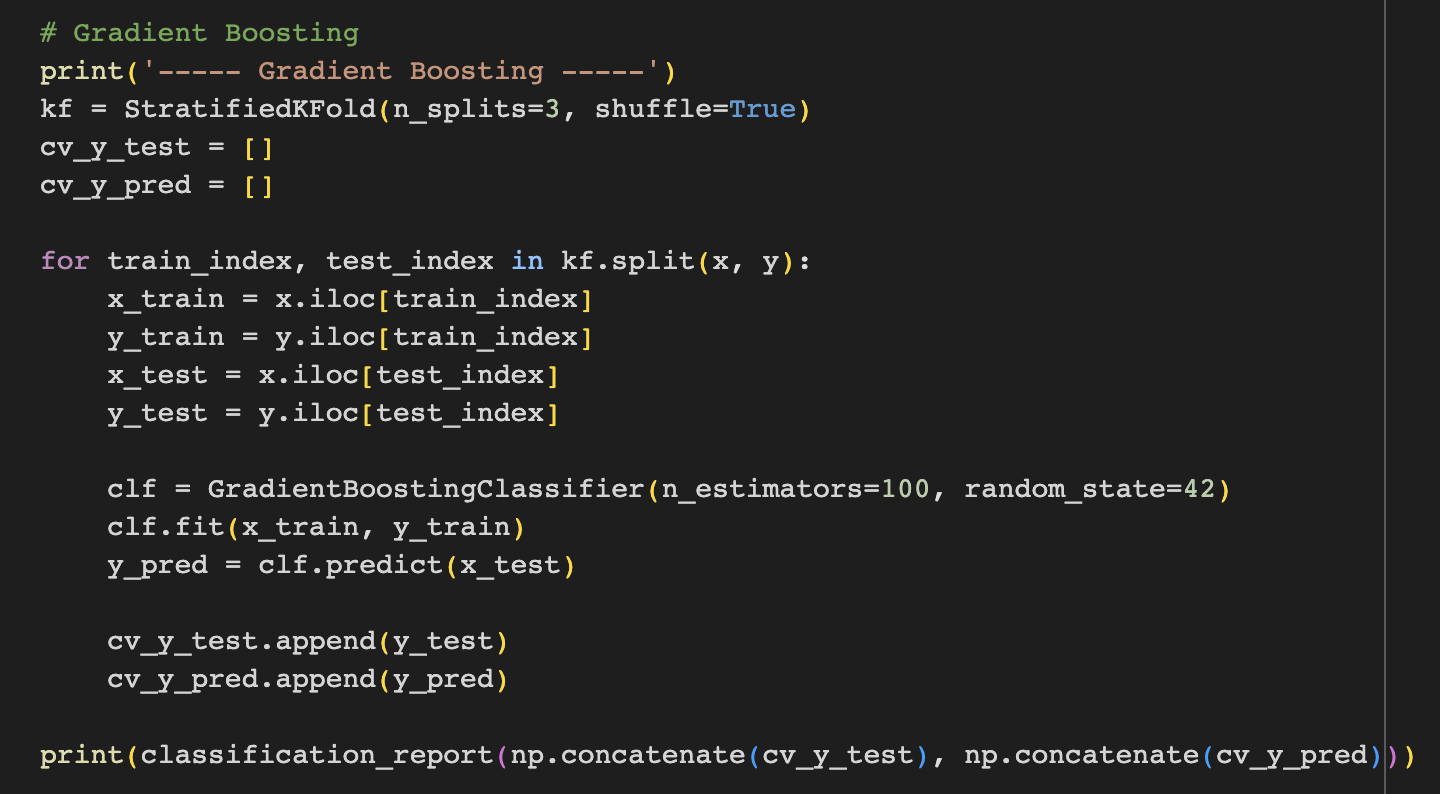 # Gradient Boosting
print('----- Gradient Boosting -----')
kf = StratifiedKFold(n_splits=3, shuffle=True)
cv_y_test = []
cv_y_pred = []

for train_index, test_index in kf.split(x, y):
    x_train = x.iloc[train_index]
    y_train = y.iloc[train_index]
    x_test = x.iloc[test_index]
    y_test = y.iloc[test_index]

    clf = GradientBoostingClassifier(n_estimators=100, random_state=42)
    clf.fit(x_train, y_train)
    y_pred = clf.predict(x_test)

    cv_y_test.append(y_test)
    cv_y_pred.append(y_pred)

print(classification_report(np.concatenate(cv_y_test), np.concatenate(cv_y_pred)))